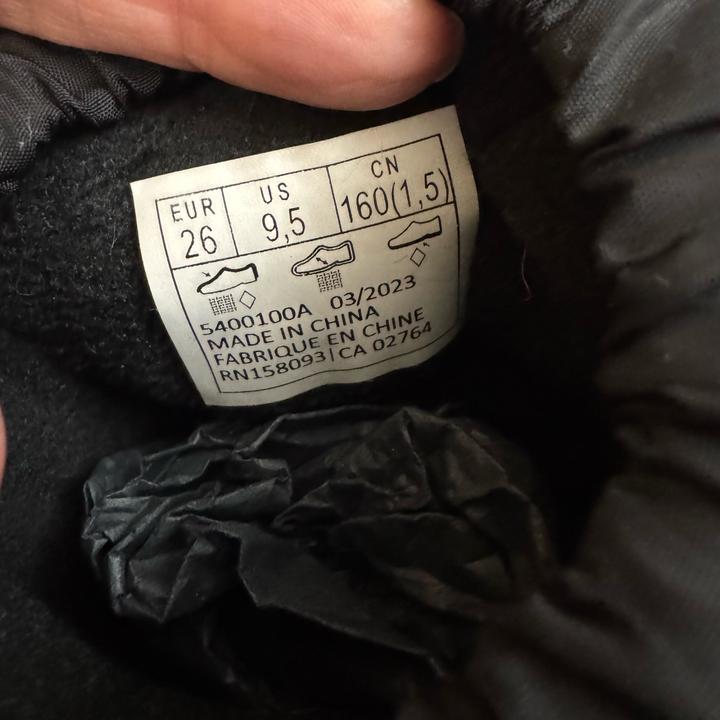 EUR US CN
26 9,5 160(1,5)
5400100A 03/2023
MADE IN CHINA
FABRIQUE EN CHINE
RN158093|CA 02764